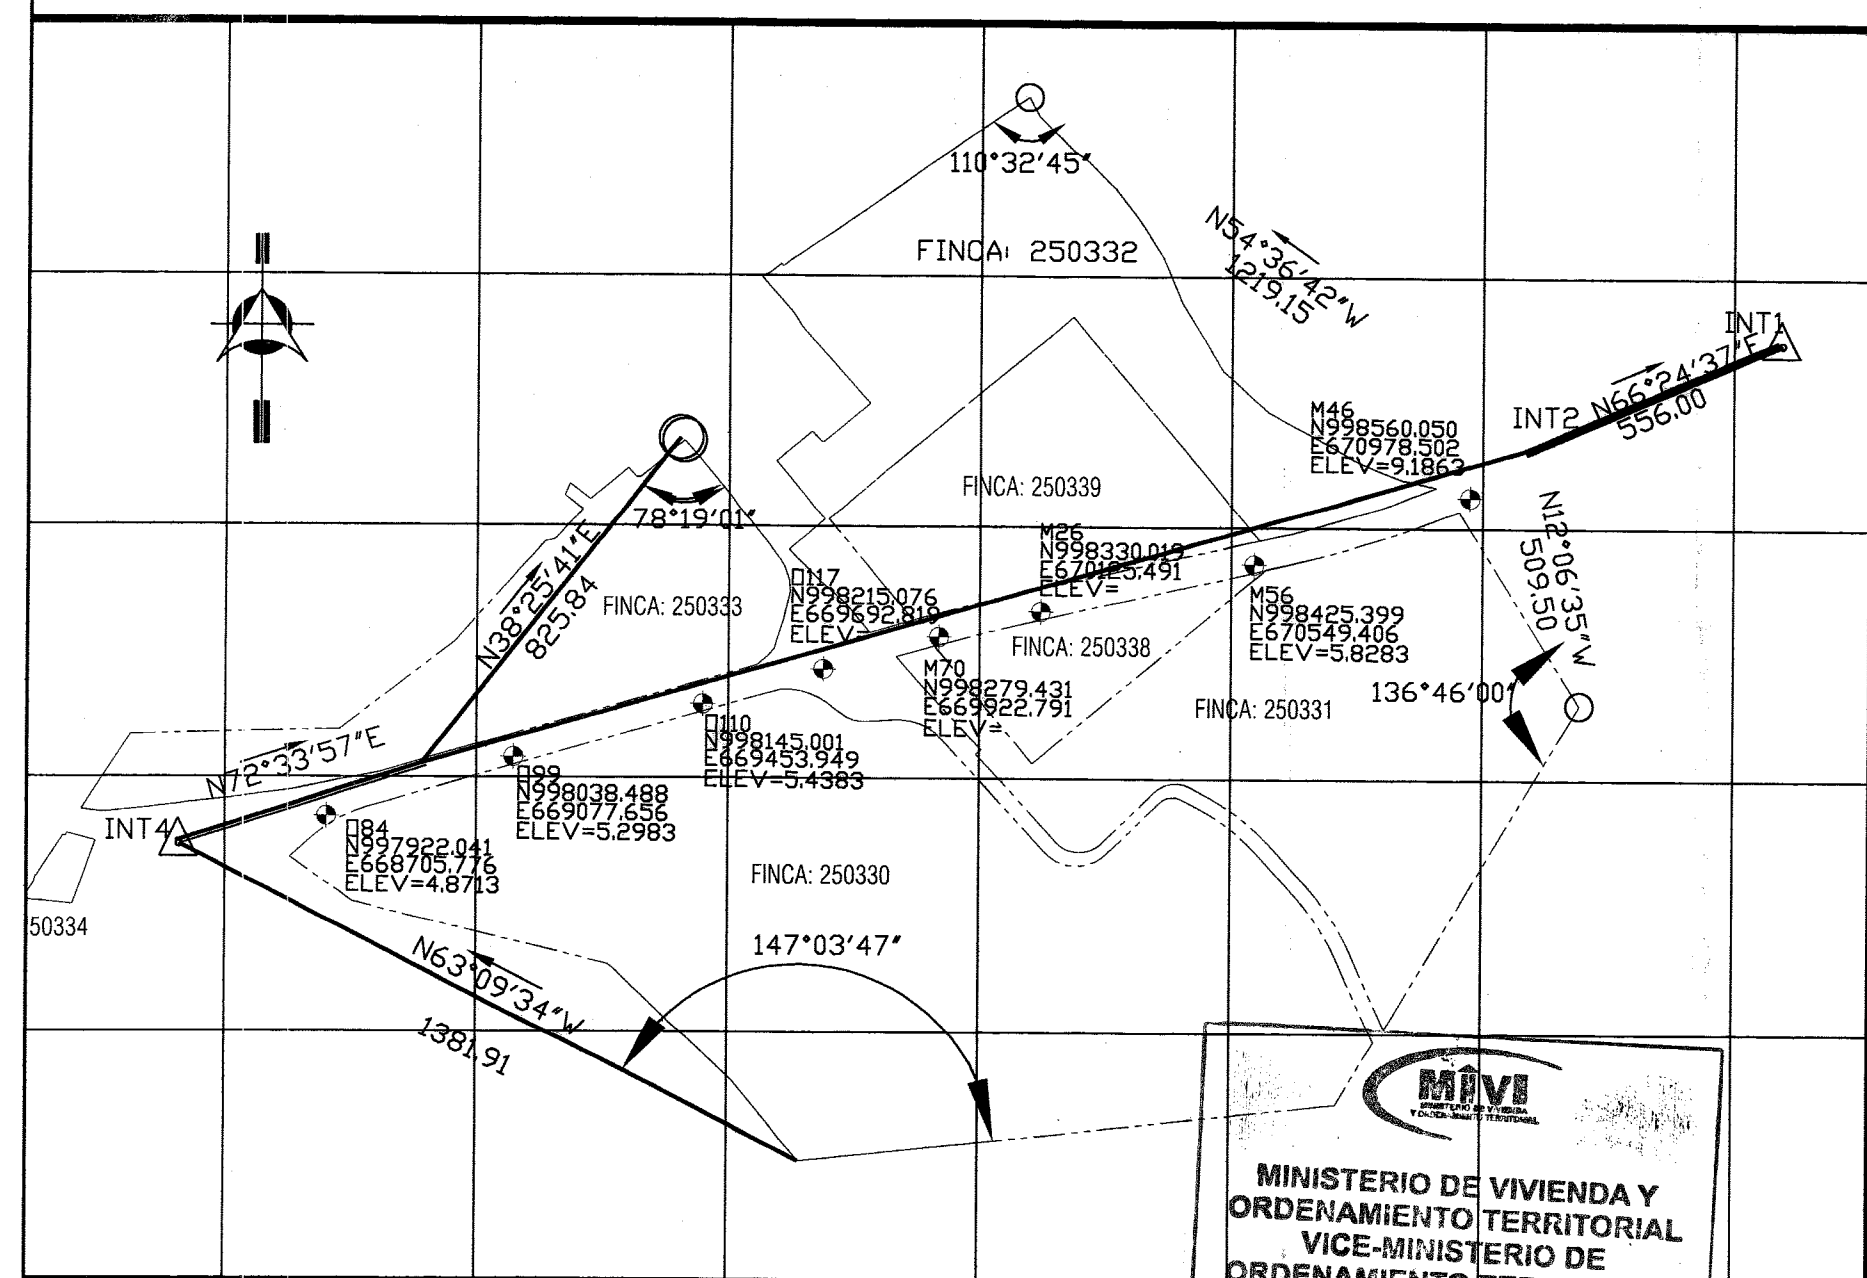 110°32'45"
FINCA: 250332
N54°36'42"W
1219.15
INT1
N66°24'37"E
556.00
INT2
M46
N998560.050
E670978.502
ELEV=9.1863
FINCA: 250339
78°19'01"
N38°25'41"E
825.84
FINCA: 250333
M26
N998330.019
E670125.491
ELEV=
117
N998215.076
E669692.819
ELEV=
N12°06'35"W
509.50
M56
N998425.399
E670549.406
ELEV=5.8283
FINCA: 250338
M70
N998279.431
E669922.791
ELEV=
136°46'00"
FINCA: 250331
110
N998145.001
E669453.949
ELEV=5.4383
N72°33'57"E
99
N998038.488
E669077.656
ELEV=5.2983
INT4
84
N997922.041
E668705.776
ELEV=4.8713
FINCA: 250330
50334
147°03'47"
N63°09'34"W
1381.91
MIVI
MINISTERIO DE VIVIENDA
Y ORDENAMIENTO TERRITORIAL
MINISTERIO DE VIVIENDA Y
ORDENAMIENTO TERRITORIAL
VICE-MINISTERIO DE
ORDENAMIENTO